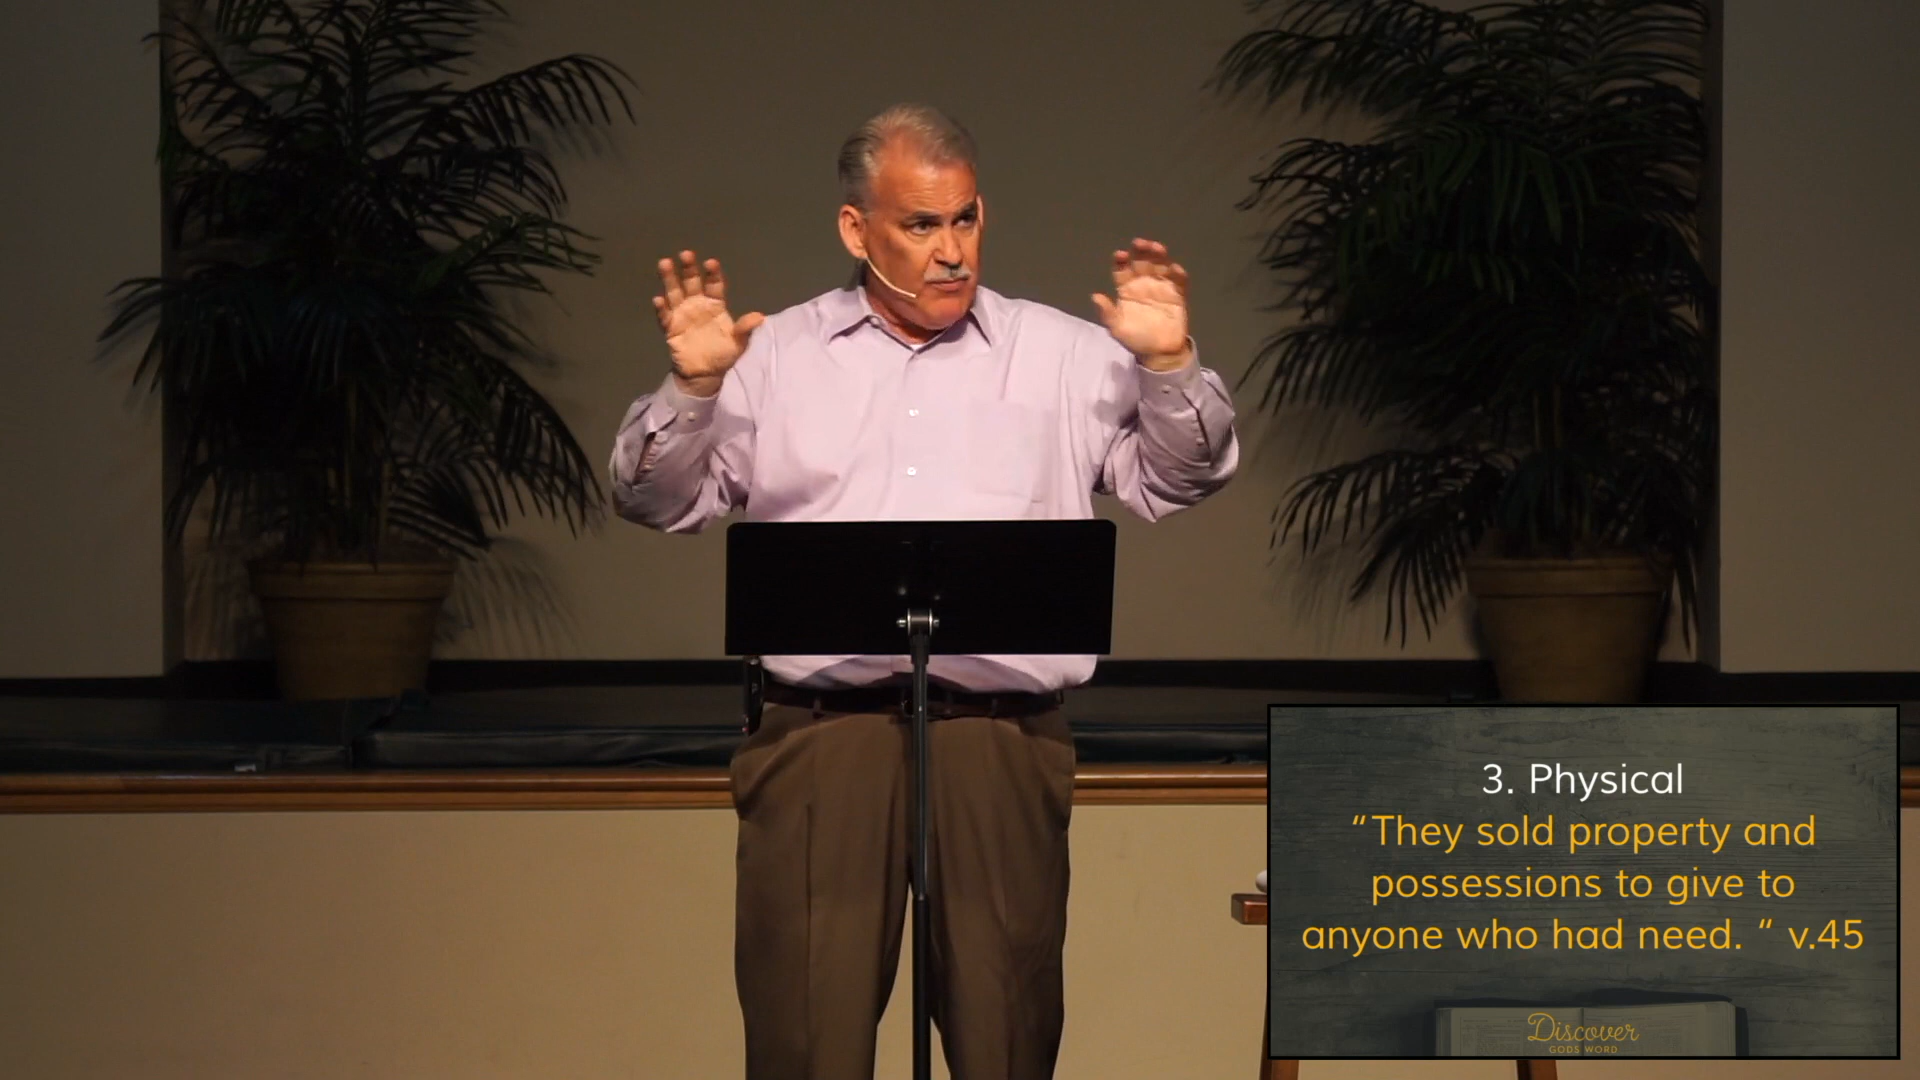 3. Physical
“They sold property and
possessions to give to
anyone who had need. “ v.45
Discover
GODS WORD